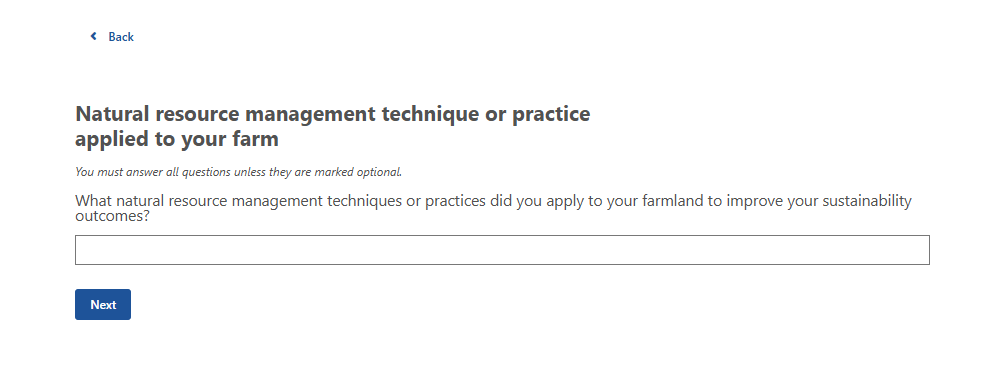 Back
Natural resource management technique or practice
applied to your farm
You must answer all questions unless they are marked optional.
What natural resource management techniques or practices did you apply to your farmland to improve your sustainability
outcomes?
Next